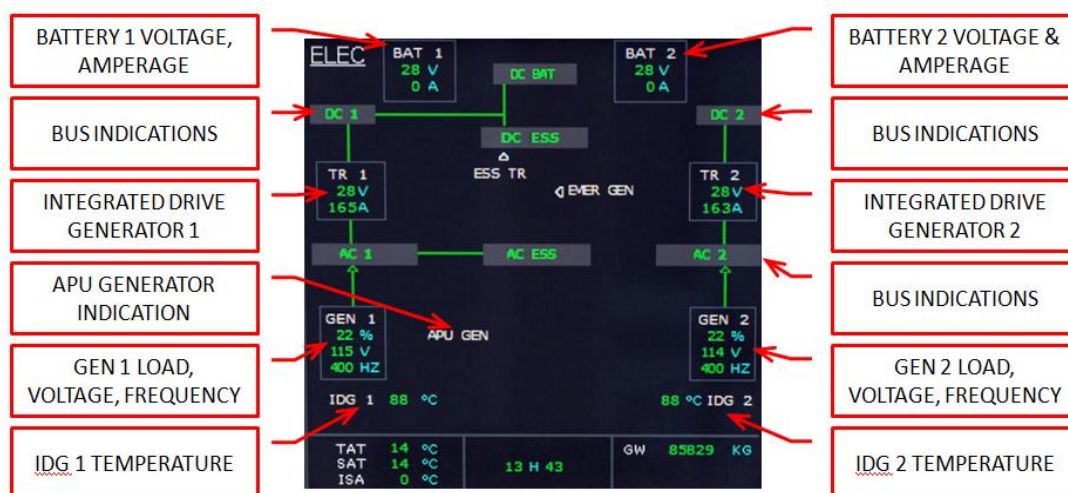 BATTERY 1 VOLTAGE,
AMPERAGE
BUS INDICATIONS
INTEGRATED DRIVE
GENERATOR 1
APU GENERATOR
INDICATION
GEN 1 LOAD,
VOLTAGE, FREQUENCY
IDG 1 TEMPERATURE
ELEC
BAT 1
28 V
0 A
DC BAT
BAT 2
28 V
0 A
DC 1
DC 2
DC ESS
ESS TR
EMER GEN
TR 1
28 V
165 A
TR 2
28 V
163 A
AC 1
AC ESS
AC 2
GEN 1
22 %
115 V
400 HZ
APU GEN
GEN 2
22 %
114 V
400 HZ
IDG 1 88 °C
88 °C IDG 2
TAT 14 °C
SAT 14 °C
ISA 0 °C
13 H 43
GW 85829 KG
BATTERY 2 VOLTAGE &
AMPERAGE
BUS INDICATIONS
INTEGRATED DRIVE
GENERATOR 2
BUS INDICATIONS
GEN 2 LOAD,
VOLTAGE, FREQUENCY
IDG 2 TEMPERATURE